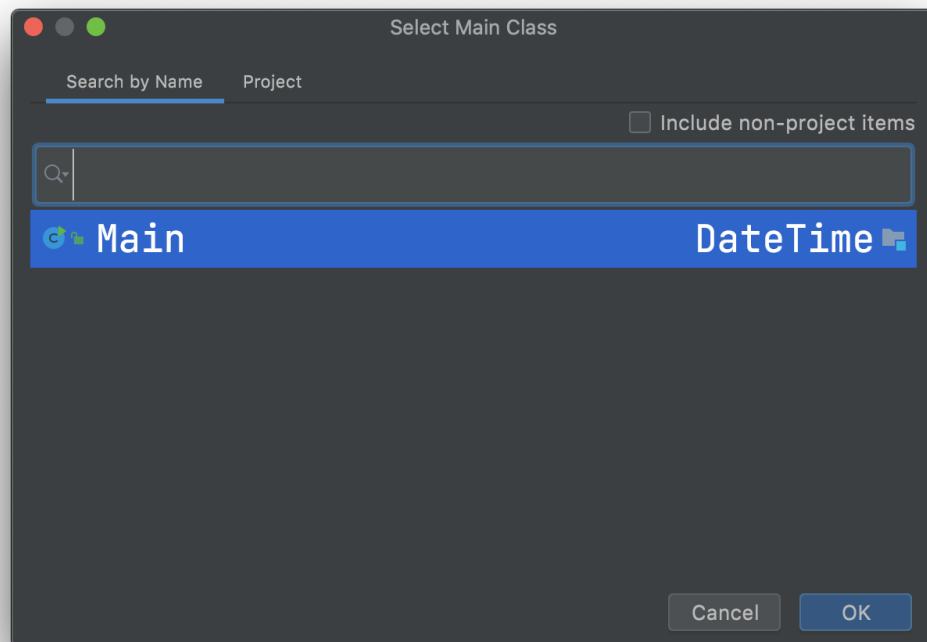 Select Main Class
Search by Name Project
Include non-project items
Main DateTime
Cancel OK